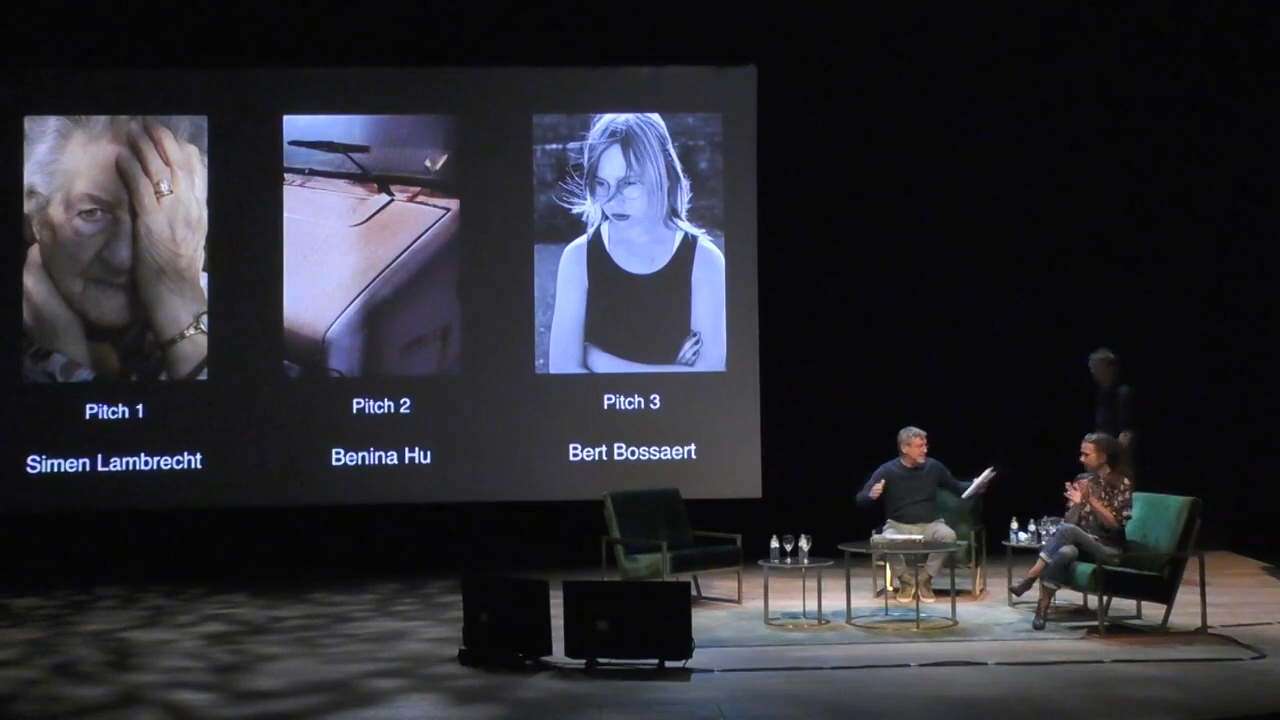 Pitch 1
Simen Lambrecht
Pitch 2
Benina Hu
Pitch 3
Bert Bossaert